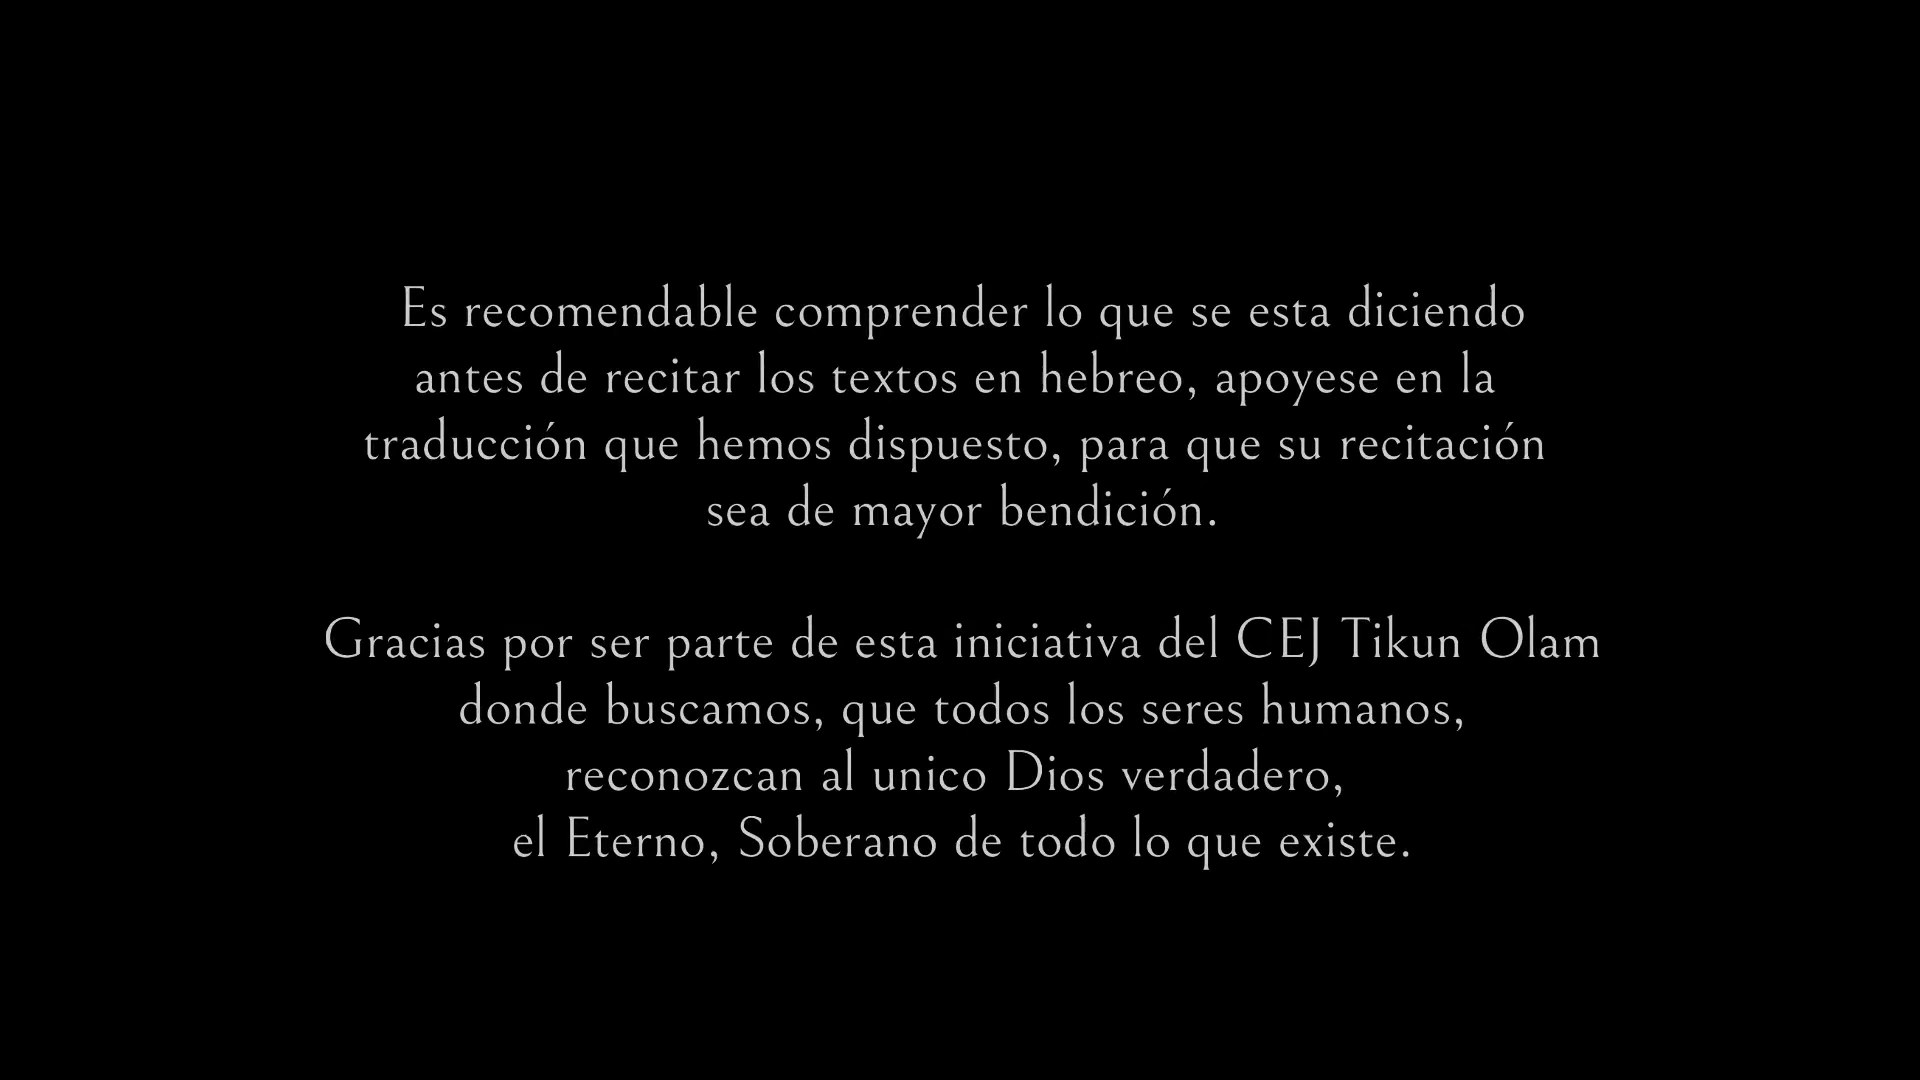 Es recomendable comprender lo que se esta diciendo
antes de recitar los textos en hebreo, apoyese en la
traducción que hemos dispuesto, para que su recitación
sea de mayor bendición.
Gracias por ser parte de esta iniciativa del CEJ Tikun Olam
donde buscamos, que todos los seres humanos,
reconozcan al unico Dios verdadero,
el Eterno, Soberano de todo lo que existe.